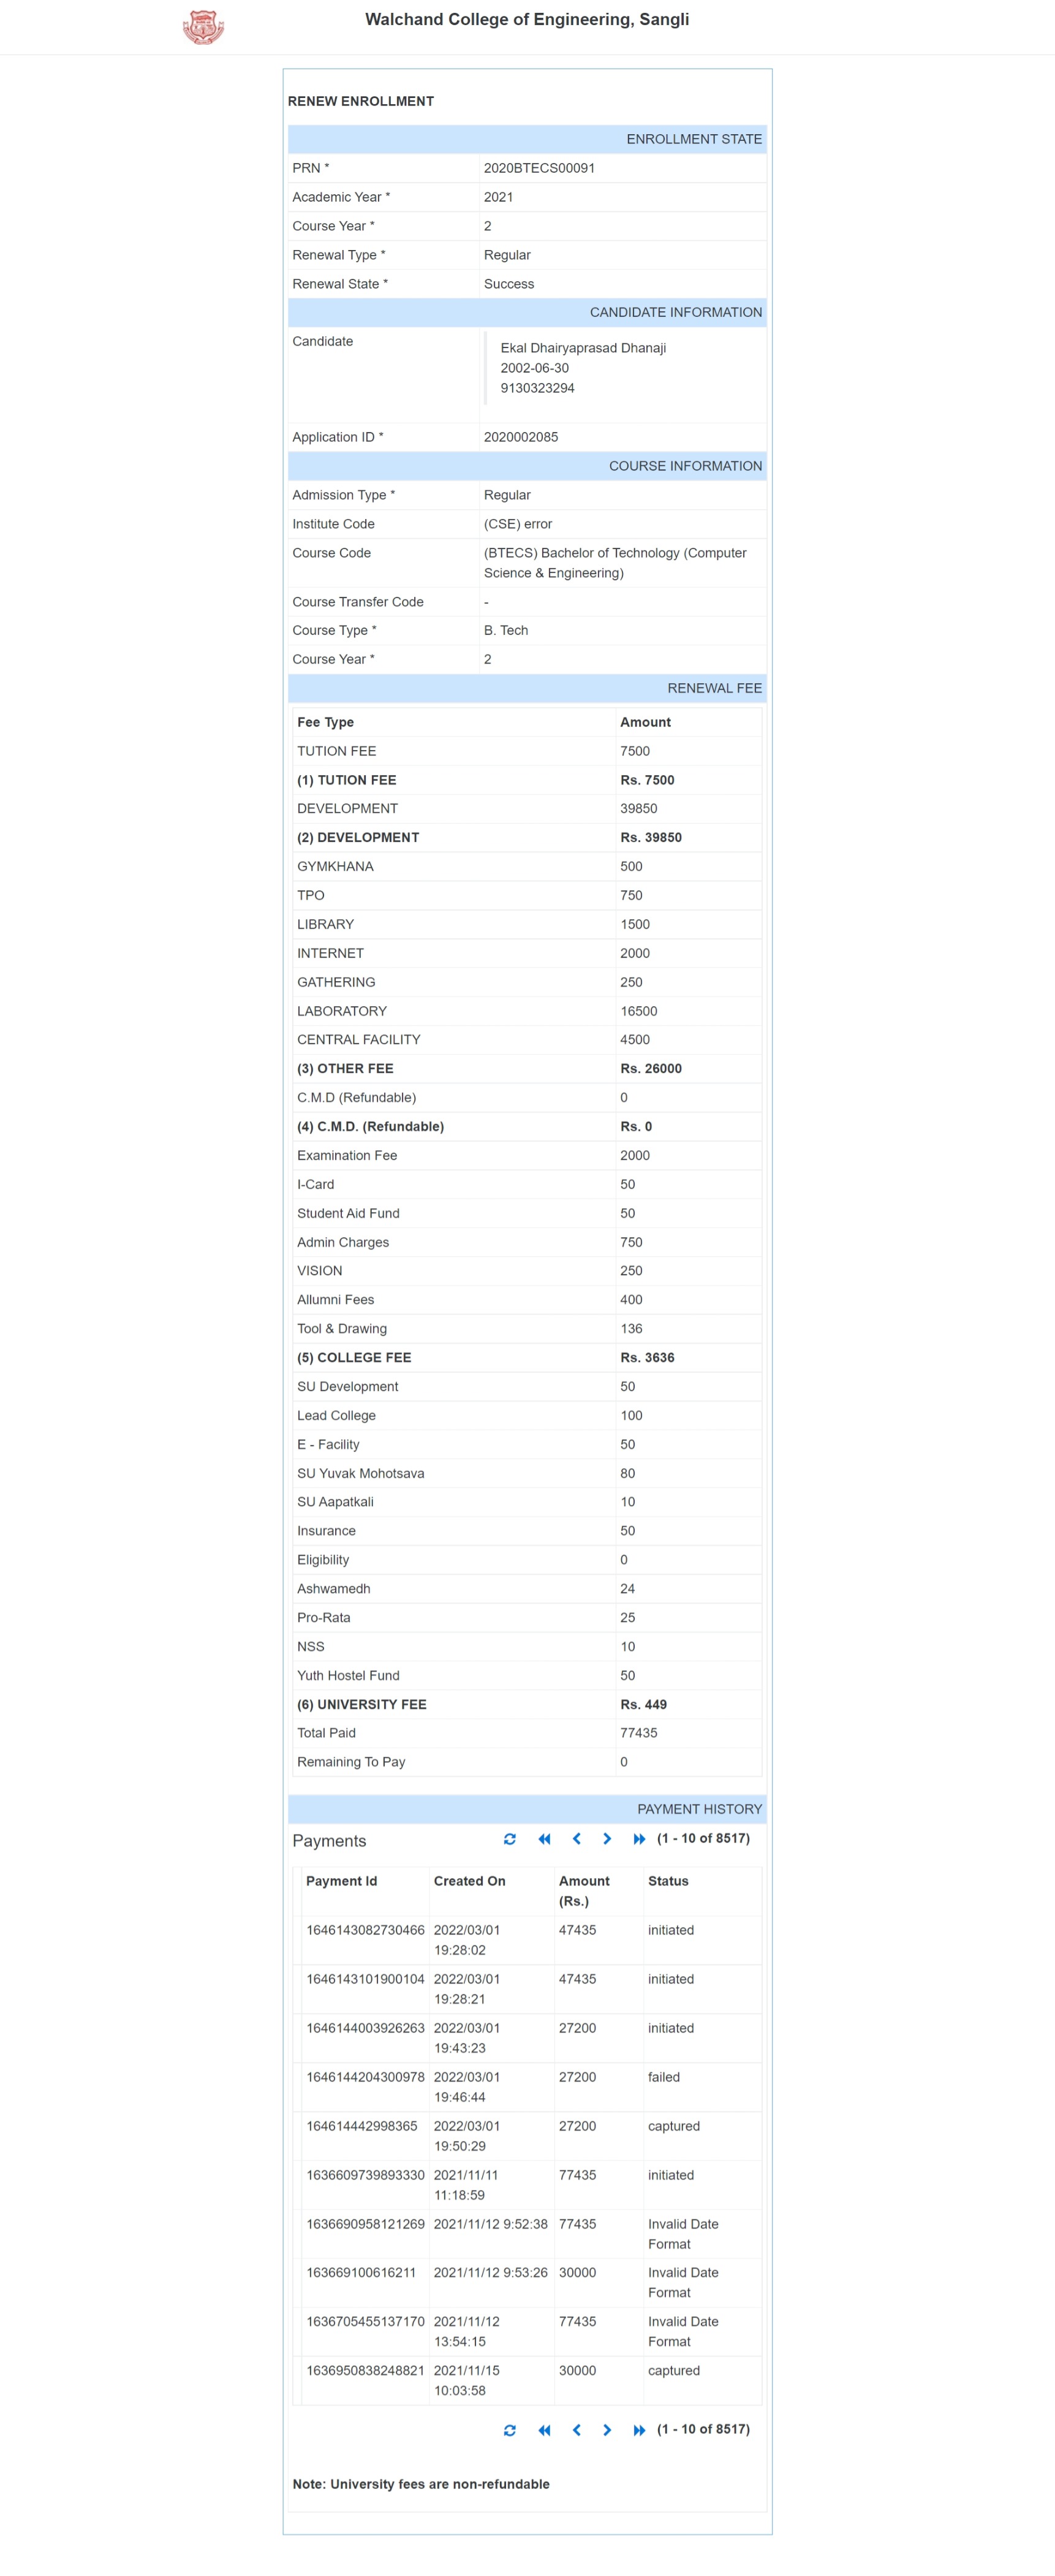 Walchand College of Engineering, Sangli
RENEW ENROLLMENT
ENROLLMENT STATE
PRN * 2020BTECS00091
Academic Year * 2021
Course Year * 2
Renewal Type * Regular
Renewal State * Success
CANDIDATE INFORMATION
Candidate Ekal Dhairyaprasad Dhanaji
2002-06-30
9130323294
Application ID * 2020002085
COURSE INFORMATION
Admission Type * Regular
Institute Code (CSE) error
Course Code (BTECS) Bachelor of Technology (Computer
Science & Engineering)
Course Transfer Code -
Course Type * B. Tech
Course Year * 2
RENEWAL FEE
Fee Type Amount
TUTION FEE 7500
(1) TUTION FEE Rs. 7500
DEVELOPMENT 39850
(2) DEVELOPMENT Rs. 39850
GYMKHANA 500
TPO 750
LIBRARY 1500
INTERNET 2000
GATHERING 250
LABORATORY 16500
CENTRAL FACILITY 4500
(3) OTHER FEE Rs. 26000
C.M.D (Refundable) 0
(4) C.M.D. (Refundable) Rs. 0
Examination Fee 2000
I-Card 50
Student Aid Fund 50
Admin Charges 750
VISION 250
Allumni Fees 400
Tool & Drawing 136
(5) COLLEGE FEE Rs. 3636
SU Development 50
Lead College 100
E - Facility 50
SU Yuvak Mohotsava 80
SU Aapatkali 10
Insurance 50
Eligibility 0
Ashwamedh 24
Pro-Rata 25
NSS 10
Yuth Hostel Fund 50
(6) UNIVERSITY FEE Rs. 449
Total Paid 77435
Remaining To Pay 0
PAYMENT HISTORY
Payments (1 - 10 of 8517)
Payment Id Created On Amount Status
(Rs.)
1646143082730466 2022/03/01 47435 initiated
19:28:02
1646143101900104 2022/03/01 47435 initiated
19:28:21
1646144003926263 2022/03/01 27200 initiated
19:43:23
1646144204300978 2022/03/01 27200 failed
19:46:44
164614442998365 2022/03/01 27200 captured
19:50:29
1636609739893330 2021/11/11 77435 initiated
11:18:59
1636690958121269 2021/11/12 9:52:38 77435 Invalid Date
Format
163669100616211 2021/11/12 9:53:26 30000 Invalid Date
Format
1636705455137170 2021/11/12 77435 Invalid Date
13:54:15 Format
1636950838248821 2021/11/15 30000 captured
10:03:58
(1 - 10 of 8517)
Note: University fees are non-refundable